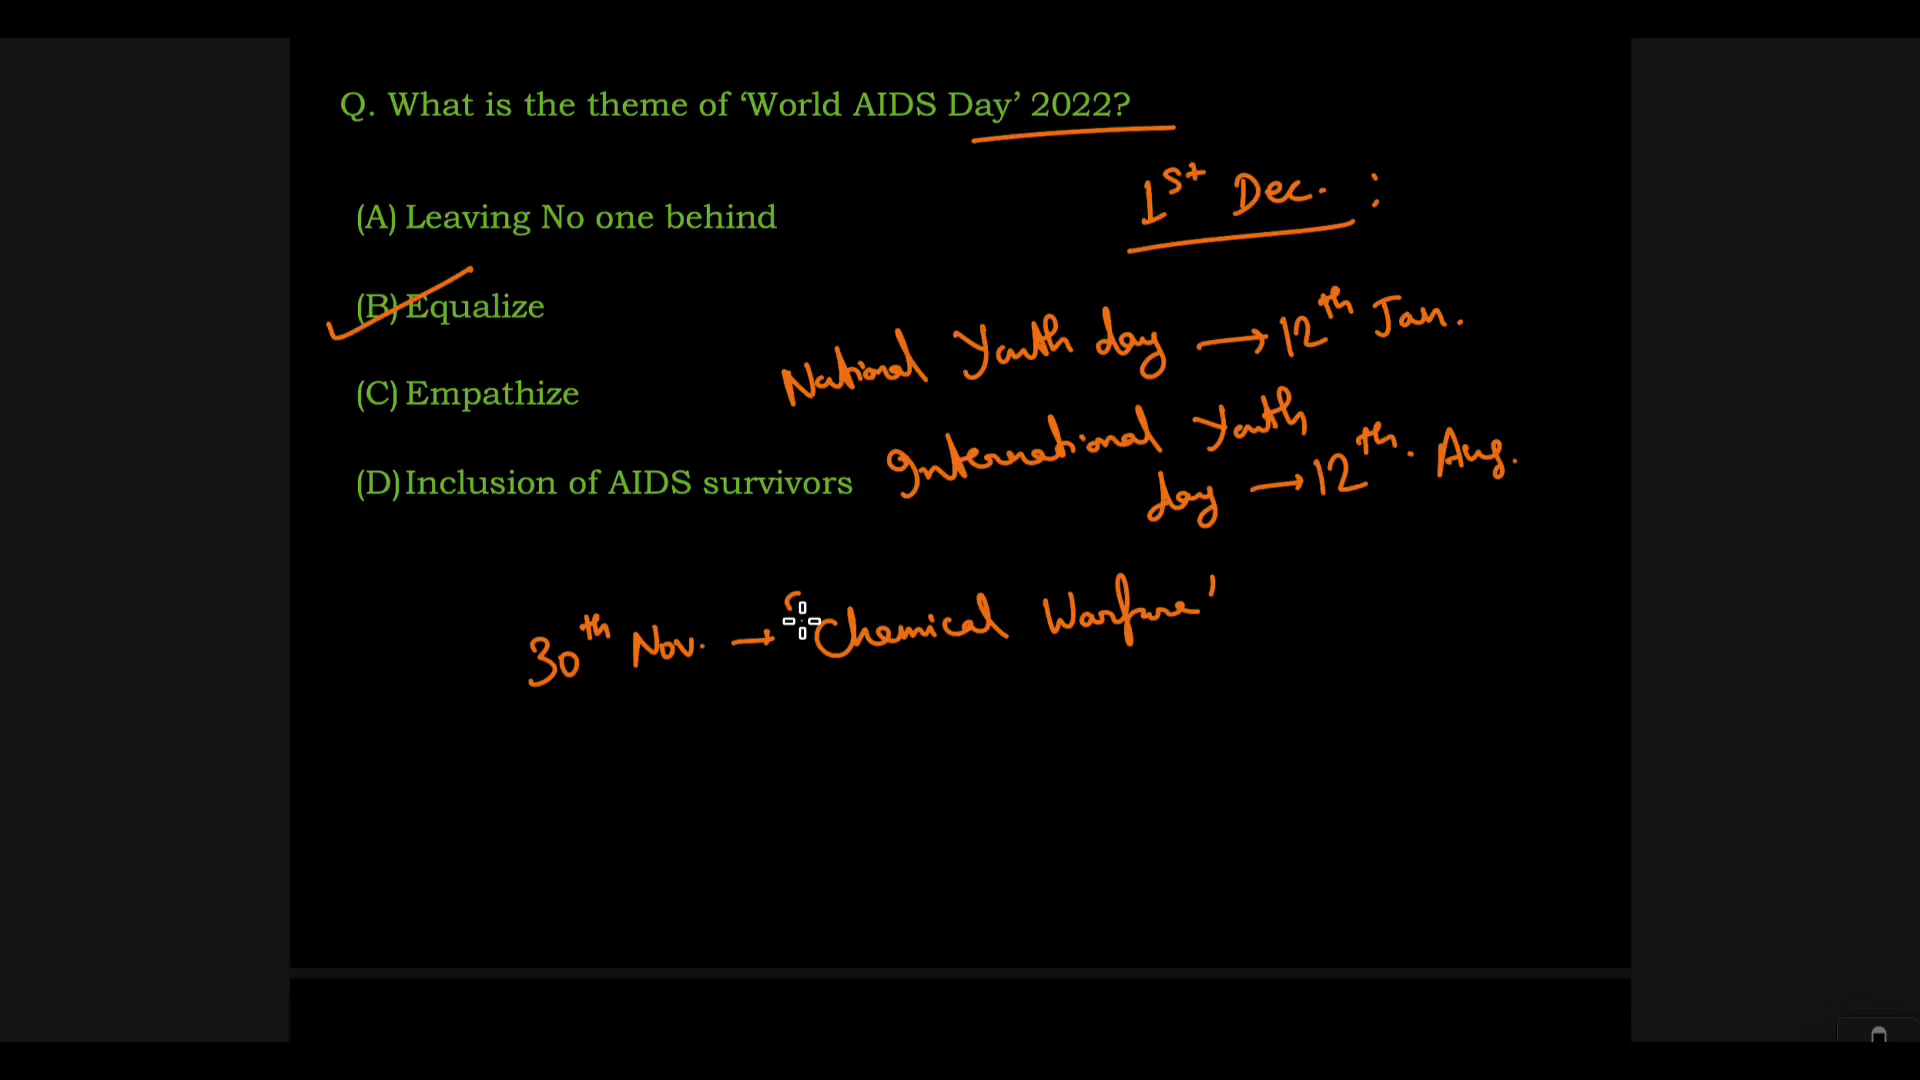 Q. What is the theme of ‘World AIDS Day’ 2022?
1st Dec. :
(A) Leaving No one behind
(B) Equalize
(C) Empathize
(D) Inclusion of AIDS survivors
National Youth day → 12th Jan.
International Youth
day → 12th. Aug.
30th Nov. → ‘Chemical Warfare’